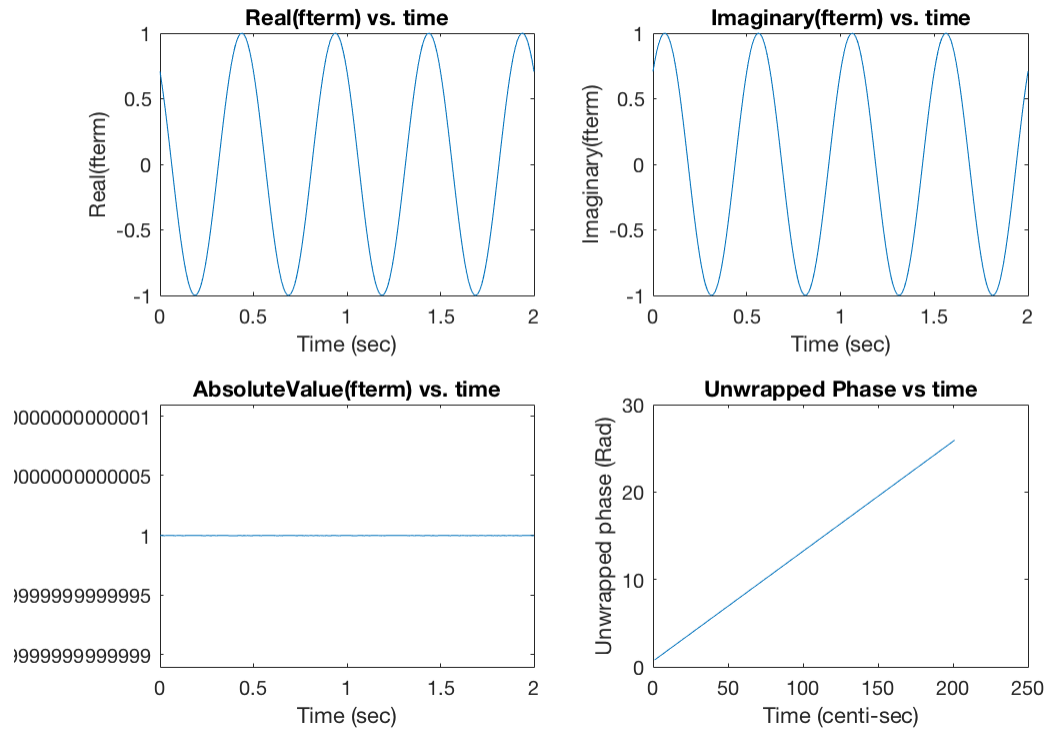 Real(fterm) vs. time
1
0.5
0
-0.5
-1
Real(fterm)
0 0.5 1 1.5 2
Time (sec)
Imaginary(fterm) vs. time
1
0.5
0
-0.5
-1
Imaginary(fterm)
0 0.5 1 1.5 2
Time (sec)
AbsoluteValue(fterm) vs. time
0000000000001
0000000000005
1
9999999999995
9999999999999
0 0.5 1 1.5 2
Time (sec)
Unwrapped Phase vs time
30
20
10
0
Unwrapped phase (Rad)
0 50 100 150 200 250
Time (centi-sec)